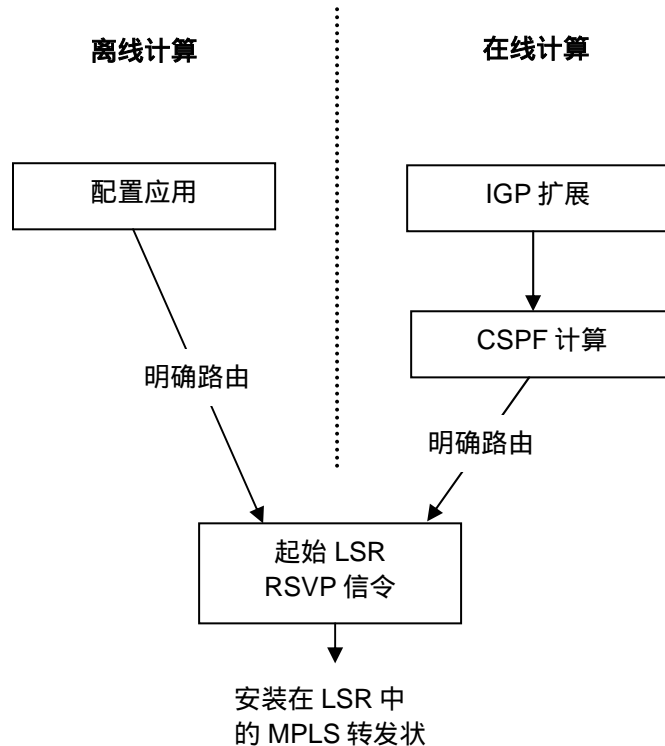 离线计算
在线计算
配置应用
IGP 扩展
CSPF 计算
明确路由
明确路由
起始 LSR
RSVP 信令
安装在 LSR 中
的 MPLS 转发状